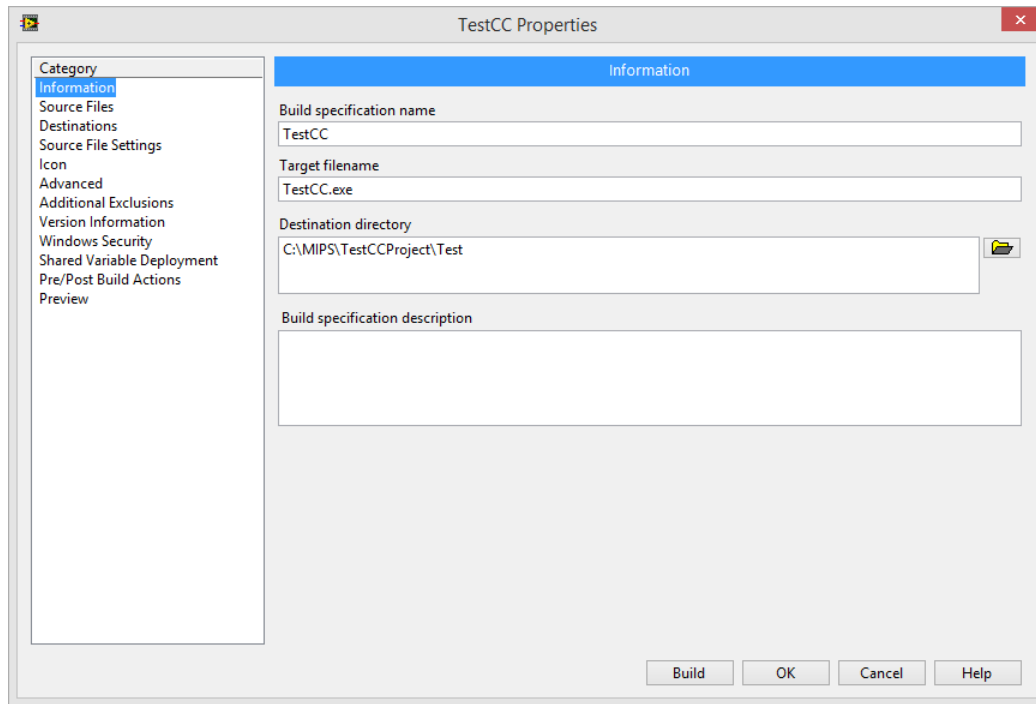 TestCC Properties
Category
Information
Source Files
Destinations
Source File Settings
Icon
Advanced
Additional Exclusions
Version Information
Windows Security
Shared Variable Deployment
Pre/Post Build Actions
Preview
Information
Build specification name
TestCC
Target filename
TestCC.exe
Destination directory
C:\MIPS\TestCCProject\Test
Build specification description
Build OK Cancel Help